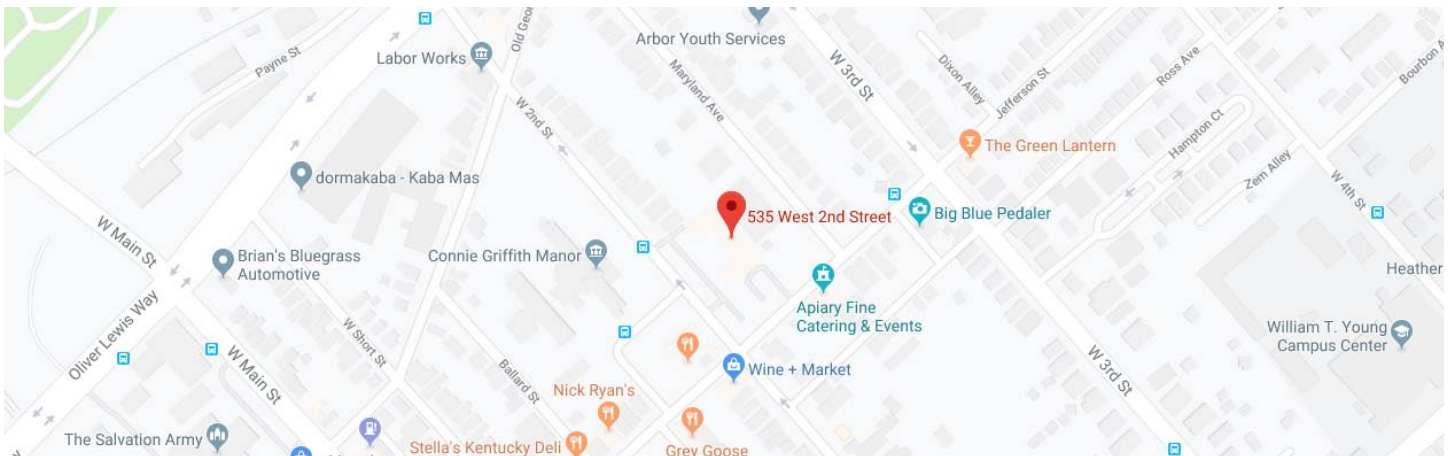 Old Geor
Arbor Youth Services
Labor Works
Payne St
W 3rd St
Dixon Alley
Jefferson St
Ross Ave
Bourbon A
Maryland Ave
W 2nd St
Hampton Ct
The Green Lantern
Zem Alley
dormakaba - Kaba Mas
W 4th St
535 West 2nd Street
Big Blue Pedaler
W Main St
Brian's Bluegrass
Automotive
Connie Griffith Manor
Heather
Apiary Fine
Catering & Events
William T. Young
Campus Center
Oliver Lewis Way
W Short St
W Main St
Ballard St
Wine + Market
W 3rd St
Nick Ryan's
The Salvation Army
Stella's Kentucky Deli
Grey Goose